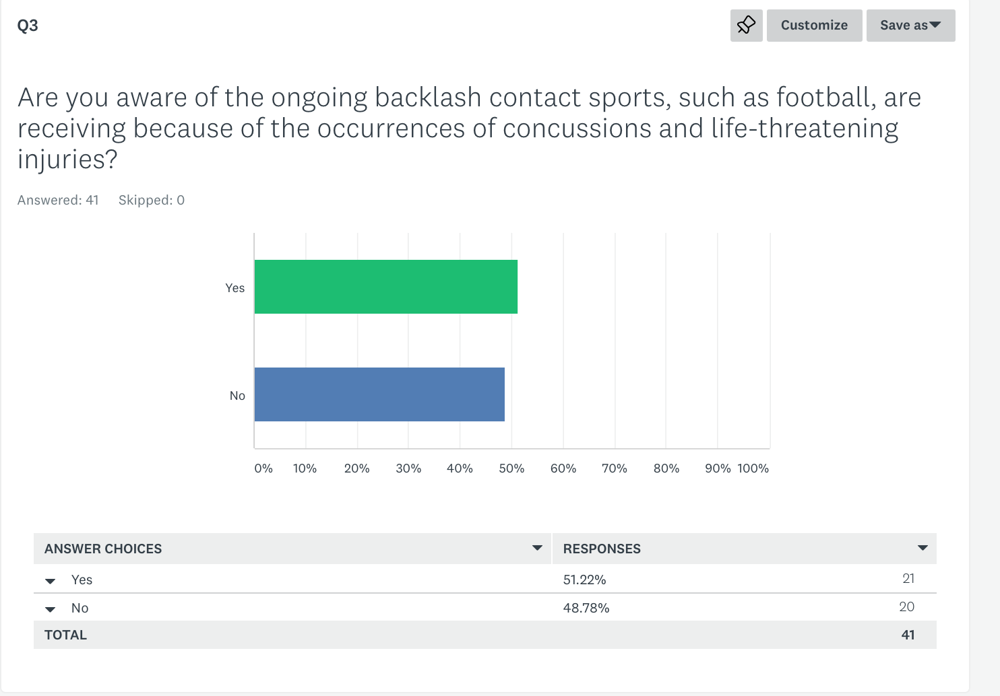 Q3
Customize
Save as
Are you aware of the ongoing backlash contact sports, such as football, are
receiving because of the occurrences of concussions and life-threatening
injuries?
Answered: 41 Skipped: 0
Yes
No
0% 10% 20% 30% 40% 50% 60% 70% 80% 90% 100%
ANSWER CHOICES RESPONSES
Yes 51.22% 21
No 48.78% 20
TOTAL 41